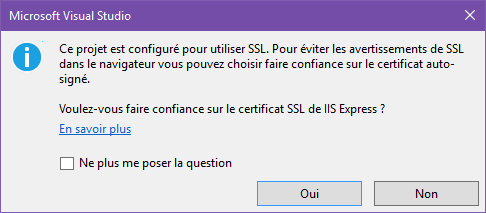 Microsoft Visual Studio
Ce projet est configuré pour utiliser SSL. Pour éviter les avertissements de SSL
dans le navigateur vous pouvez choisir faire confiance sur le certificat auto-
signé.
Voulez-vous faire confiance sur le certificat SSL de IIS Express ?
En savoir plus
Ne plus me poser la question
Oui
Non